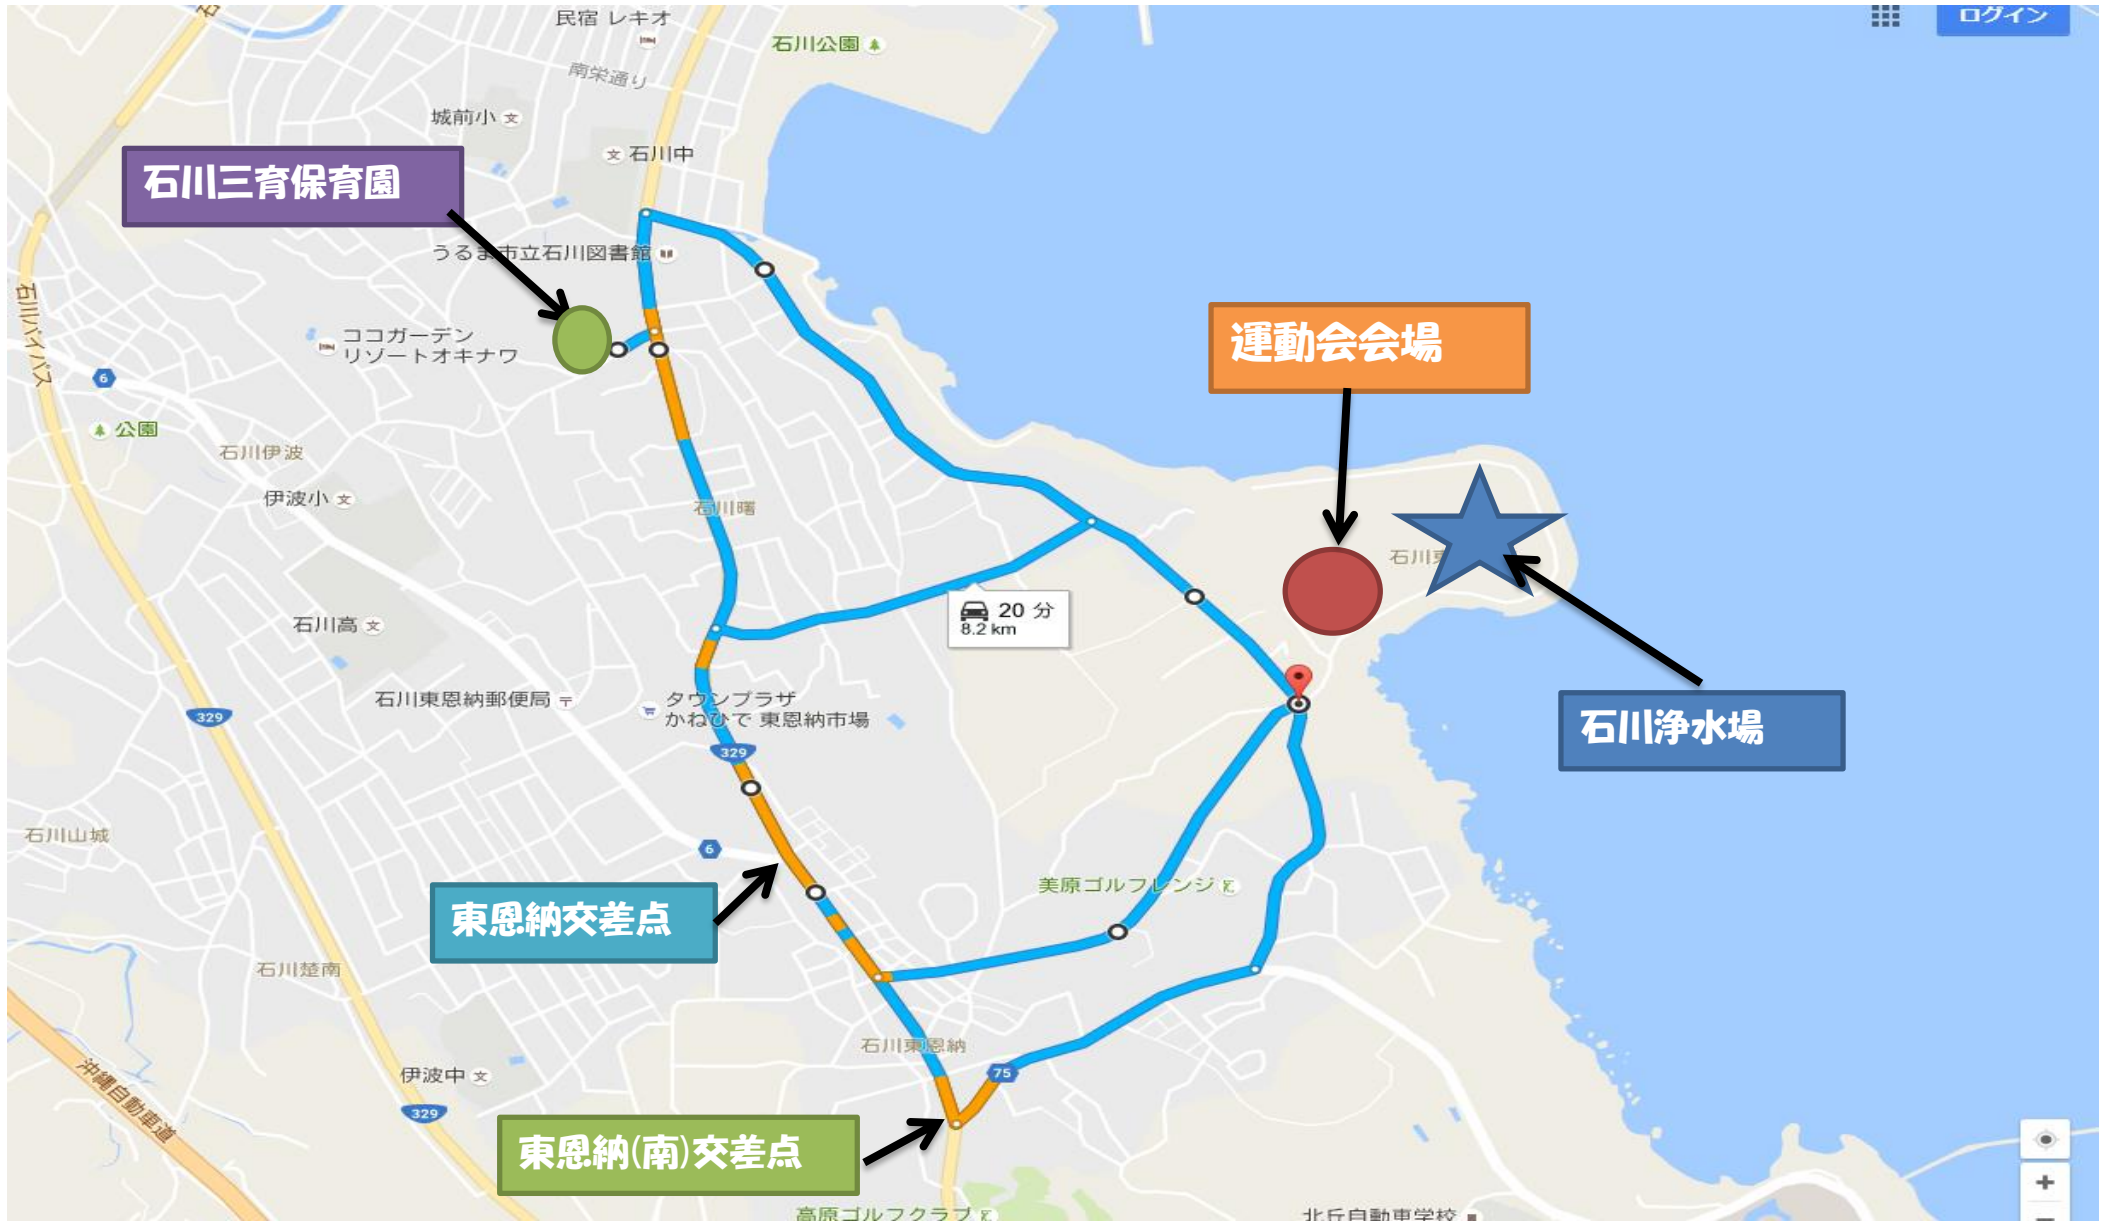 民宿 レキオ
ログイン
石川公園
南栄通り
城前小
石川中
石川三育保育園
うるま市立石川図書館
石川バイパス
ココガーデン
リゾートオキナワ
運動会会場
6
公園
石川伊波
伊波小
石川曙
石川東
20 分
8.2 km
石川高
石川東恩納郵便局
タウンプラザ
かねひで 東恩納市場
329
329
石川浄水場
石川山城
6
美原ゴルフレンジ
東恩納交差点
石川楚南
石川東恩納
伊波中
75
沖縄自動車道
329
東恩納(南)交差点
高原ゴルフクラブ
北丘自動車学校